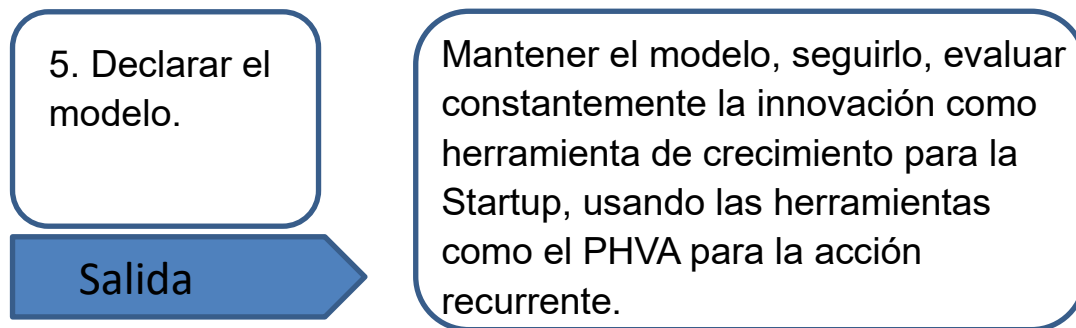 5. Declarar el
modelo.
Salida
Mantener el modelo, seguirlo, evaluar
constantemente la innovación como
herramienta de crecimiento para la
Startup, usando las herramientas
como el PHVA para la acción
recurrente.